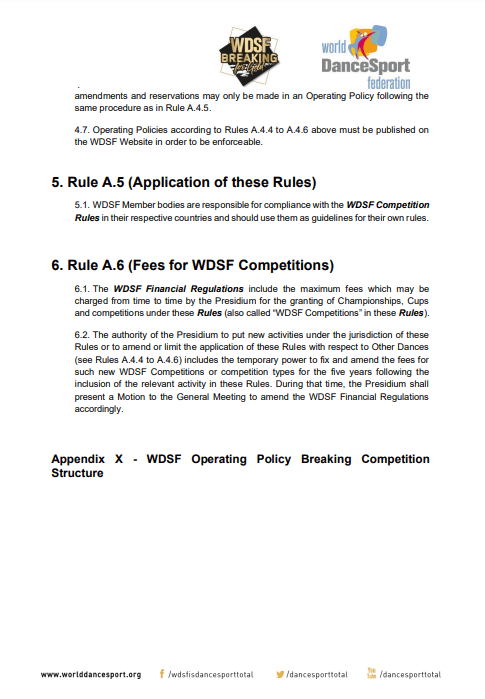 WDSF
BREAKING
for Gold
world
DanceSport
federation
.
amendments and reservations may only be made in an Operating Policy following the
same procedure as in Rule A.4.5.
4.7. Operating Policies according to Rules A.4.4 to A.4.6 above must be published on
the WDSF Website in order to be enforceable.
5. Rule A.5 (Application of these Rules)
5.1. WDSF Member bodies are responsible for compliance with the WDSF Competition
Rules in their respective countries and should use them as guidelines for their own rules.
6. Rule A.6 (Fees for WDSF Competitions)
6.1. The WDSF Financial Regulations include the maximum fees which may be
charged from time to time by the Presidium for the granting of Championships, Cups
and competitions under these Rules (also called “WDSF Competitions” in these Rules).
6.2. The authority of the Presidium to put new activities under the jurisdiction of these
Rules or to amend or limit the application of these Rules with respect to Other Dances
(see Rules A.4.4 to A.4.6) includes the temporary power to fix and amend the fees for
such new WDSF Competitions or competition types for the five years following the
inclusion of the relevant activity in these Rules. During that time, the Presidium shall
present a Motion to the General Meeting to amend the WDSF Financial Regulations
accordingly.
Appendix X - WDSF Operating Policy Breaking Competition
Structure
www.worlddancesport.org f /wdsfisdancesporttotal /dancesporttotal You Tube /dancesporttotal